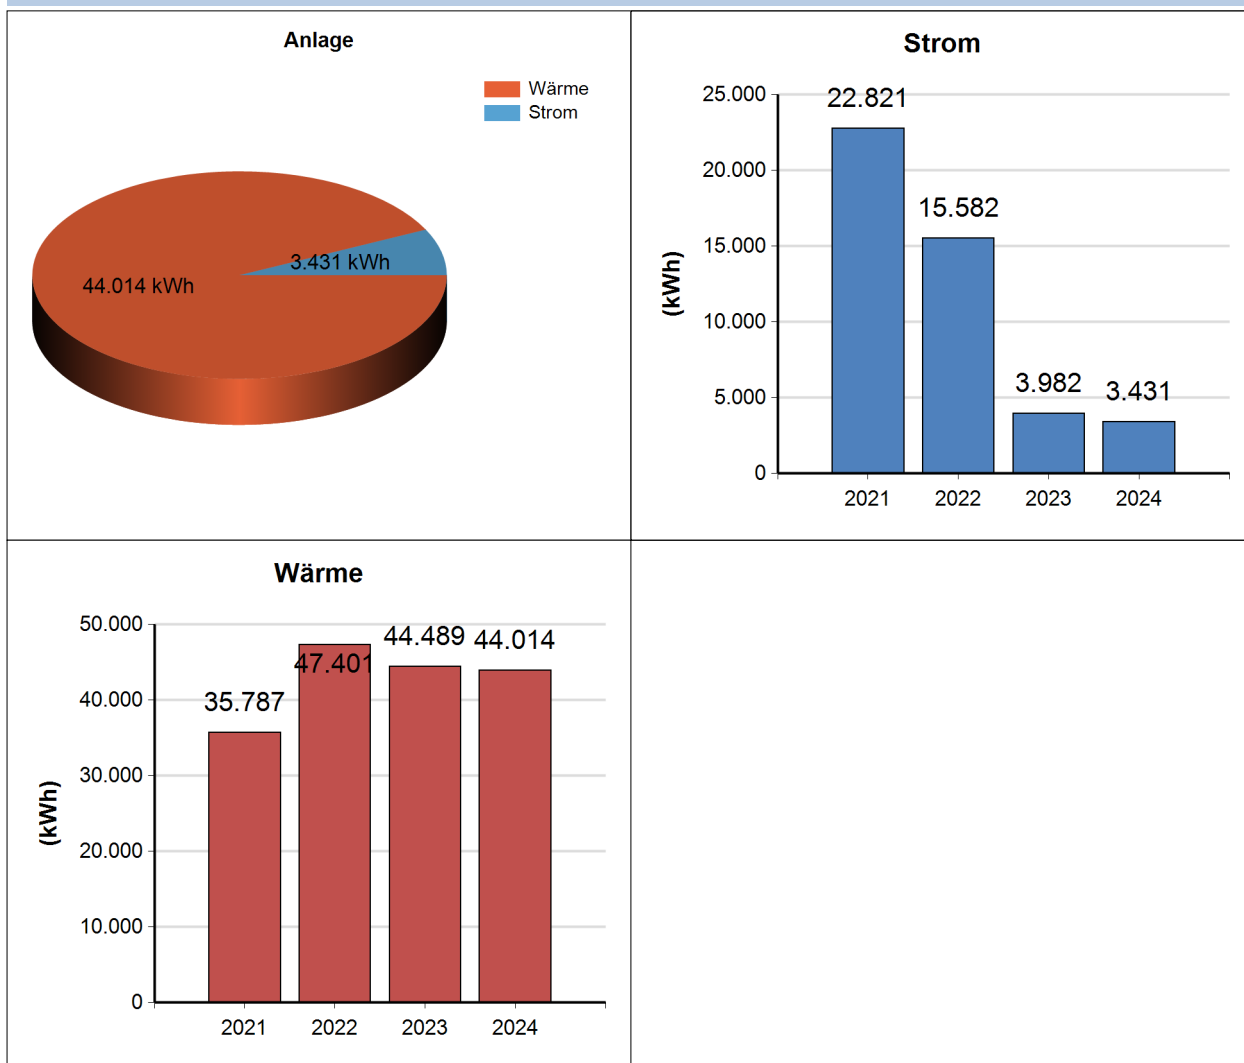 Anlage
Wärme
Strom
3.431 kWh
44.014 kWh
Strom
(kWh)
25.000
20.000
15.000
10.000
5.000
0
22.821
15.582
3.982
3.431
2021 2022 2023 2024
Wärme
(kWh)
50.000
40.000
30.000
20.000
10.000
0
35.787
47.401
44.489
44.014
2021 2022 2023 2024